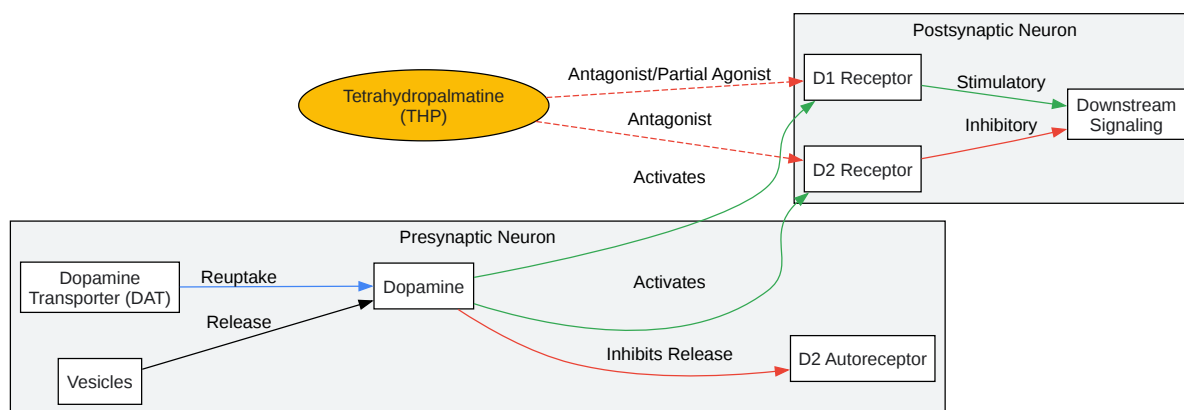 Postsynaptic Neuron
Antagonist/Partial Agonist
D1 Receptor
Stimulatory
Tetrahydropalmatine
(THP)
Downstream
Signaling
Antagonist
Inhibitory
D2 Receptor
Activates
Presynaptic Neuron
Dopamine
Transporter (DAT)
Reuptake
Dopamine
Activates
Release
Inhibits Release
D2 Autoreceptor
Vesicles